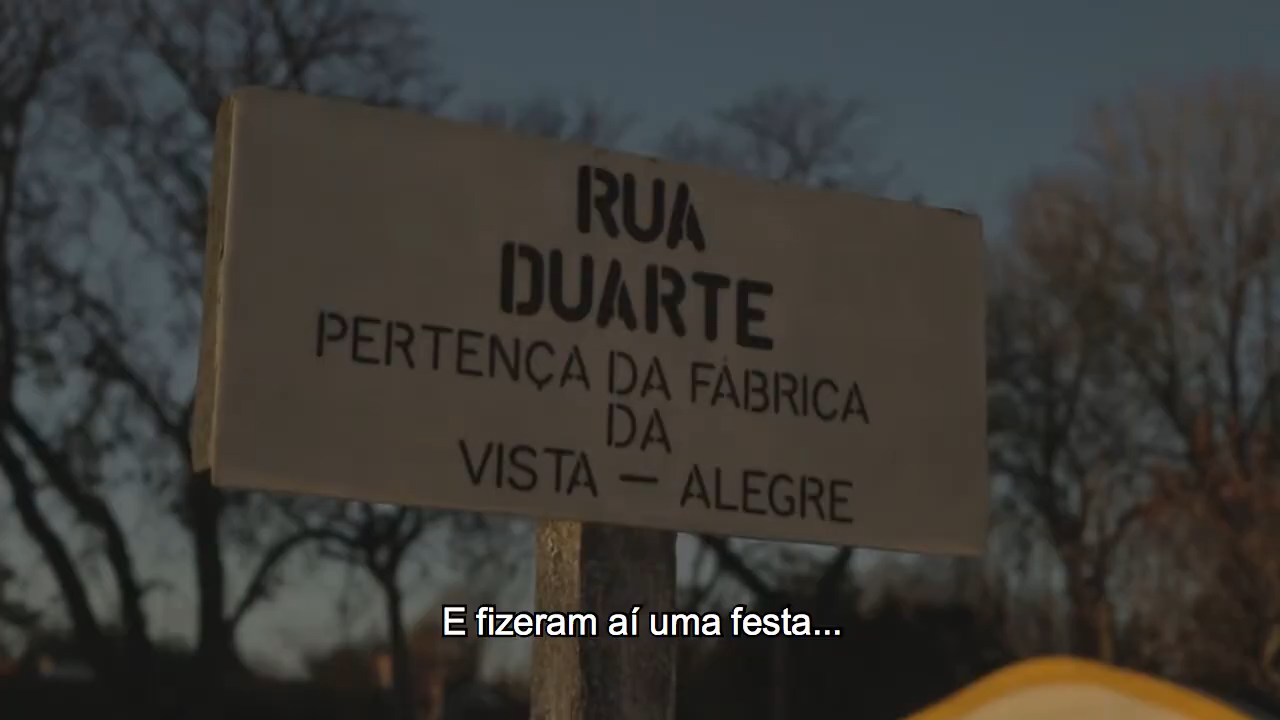 RUA
DUARTE
PERTENÇA DA FÁBRICA
DA
VISTA — ALEGRE
E fizeram aí uma festa...